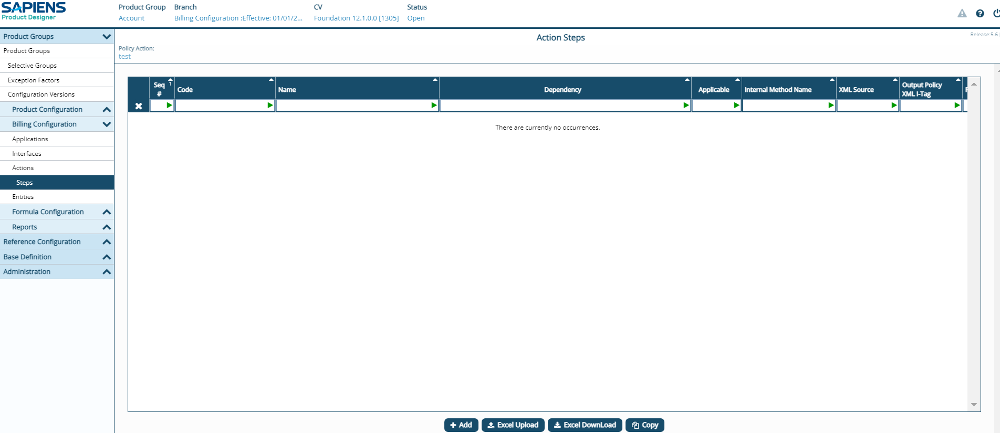 SAPIENS
Product Designer
Product Group
Account
Branch
Billing Configuration :Effective: 01/01/2...
CV
Foundation 12.1.0.0 [1305]
Status
Open
Release:5.6
Product Groups
Product Groups
Selective Groups
Exception Factors
Configuration Versions
Product Configuration
Billing Configuration
Applications
Interfaces
Actions
Steps
Entities
Formula Configuration
Reports
Reference Configuration
Base Definition
Administration
Action Steps
Policy Action:
test
Seq
#
1
Code
Name
Dependency
Applicable
Internal Method Name
XML Source
Output Policy
XML I-Tag
There are currently no occurrences.
Add
Excel Upload
Excel DownLoad
Copy